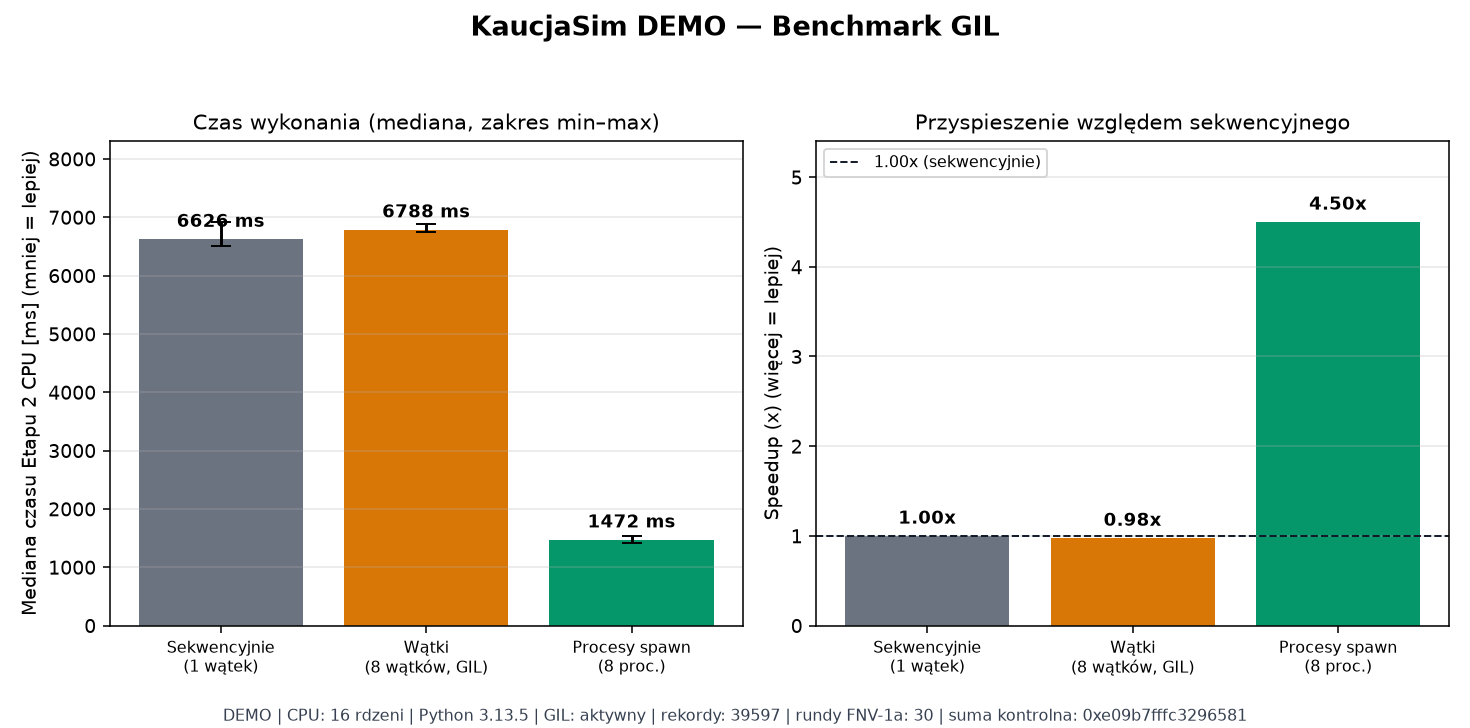 KaucjaSim DEMO — Benchmark GIL
Czas wykonania (mediana, zakres min–max)
Mediana czasu Etapu 2 CPU [ms] (mniej = lepiej)
8000
7000
6000
5000
4000
3000
2000
1000
0
6626 ms
6788 ms
1472 ms
Sekwencyjnie
(1 wątek)
Wątki
(8 wątków, GIL)
Procesy spawn
(8 proc.)
Przyspieszenie względem sekwencyjnego
Speedup (x) (więcej = lepiej)
5
4
3
2
1
0
1.00x (sekwencyjnie)
1.00x
0.98x
4.50x
Sekwencyjnie
(1 wątek)
Wątki
(8 wątków, GIL)
Procesy spawn
(8 proc.)
DEMO | CPU: 16 rdzeni | Python 3.13.5 | GIL: aktywny | rekordy: 39597 | rundy FNV-1a: 30 | suma kontrolna: 0xe09b7fffc3296581